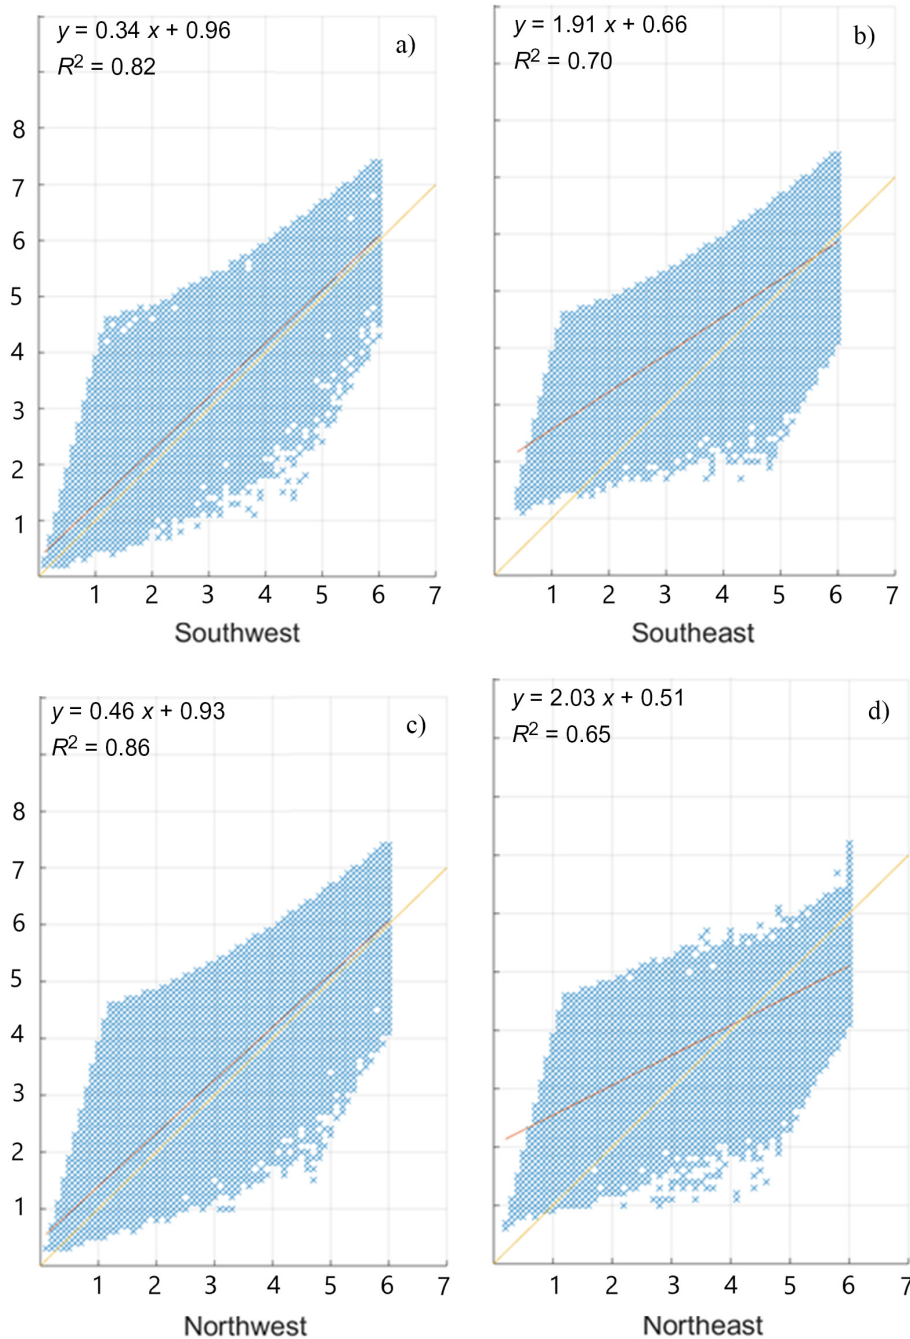 y = 0.34 x + 0.96
R² = 0.82
a)
8
7
6
5
4
3
2
1
1 2 3 4 5 6 7
Southwest
y = 1.91 x + 0.66
R² = 0.70
b)
1 2 3 4 5 6 7
Southeast
y = 0.46 x + 0.93
R² = 0.86
c)
8
7
6
5
4
3
2
1
1 2 3 4 5 6 7
Northwest
y = 2.03 x + 0.51
R² = 0.65
d)
1 2 3 4 5 6 7
Northeast